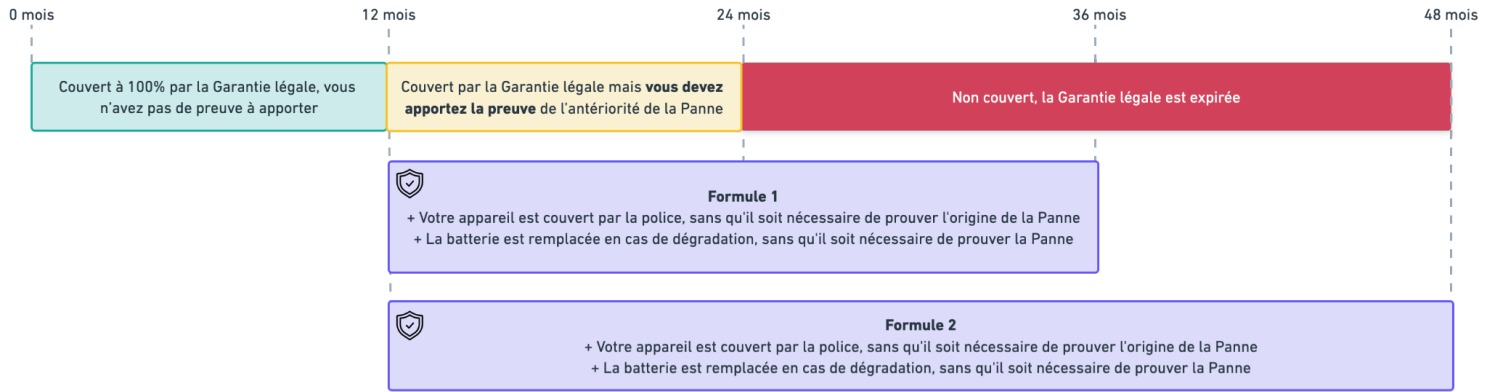 0 mois
12 mois
24 mois
36 mois
48 mois
Couvert à 100% par la Garantie légale, vous
n'avez pas de preuve à apporter
Couvert par la Garantie légale mais vous devez
apportez la preuve de l'antériorité de la Panne
Non couvert, la Garantie légale est expirée
Formule 1
+ Votre appareil est couvert par la police, sans qu'il soit nécessaire de prouver l'origine de la Panne
+ La batterie est remplacée en cas de dégradation, sans qu'il soit nécessaire de prouver la Panne
Formule 2
+ Votre appareil est couvert par la police, sans qu'il soit nécessaire de prouver l'origine de la Panne
+ La batterie est remplacée en cas de dégradation, sans qu'il soit nécessaire de prouver la Panne